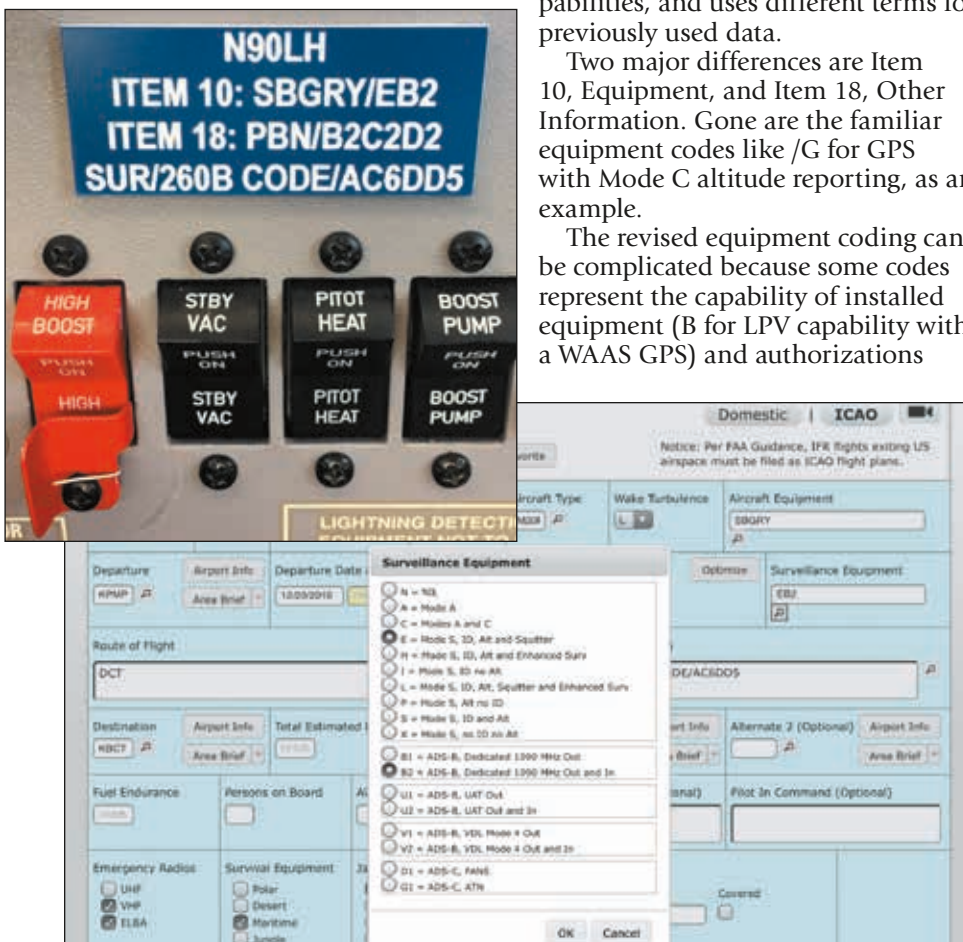 pabilities, and uses different terms fo
previously used data.
Two major differences are Item
10, Equipment, and Item 18, Other
Information. Gone are the familiar
equipment codes like /G for GPS
with Mode C altitude reporting, as an
example.
The revised equipment coding can
be complicated because some codes
represent the capability of installed
equipment (B for LPV capability with
a WAAS GPS) and authorizations
N90LH
ITEM 10: SBGRY/EB2
ITEM 18: PBN/B2C2D2
SUR/260B CODE/AC6DD5
HIGH BOOST
PUSH ON
HIGH
STBY VAC
PUSH ON
STBY VAC
PITOT HEAT
PUSH ON
PITOT HEAT
BOOST PUMP
PUSH ON
BOOST PUMP
LIGHTNING DETECTI
Domestic | ICAO
Notice: Per FAA Guidance, IFR flights exiting US
airspace must be filed as ICAO flight plans.
ircraft Type
Wake Turbulence
L
Aircraft Equipment
SBGRY
Departure
KPMP
Airport Info
Area Brief
Departure Date
Optimize
Surveillance Equipment
EB2
Route of Flight
DCT
DE/AC6DD5
Destination
KBCT
Airport Info
Area Brief
Total Estimated
ort Info
Brief
Alternate 2 (Optional)
Airport Info
Area Brief
Fuel Endurance
Persons on Board
onal)
Pilot In Command (Optional)
Emergency Radios
UHF
VHF
ELBA
Survival Equipment
Polar
Desert
Maritime
Jungle
Covered
Surveillance Equipment
N = NIL
A = Mode A
C = Modes A and C
E = Mode S, ID, Alt and Squitter
H = Mode S, ID, Alt and Enhanced Surv
I = Mode S, ID no Alt
L = Mode S, ID, Alt, Squitter and Enhanced Surv
P = Mode S, Alt no ID
S = Mode S, ID and Alt
X = Mode S, no ID no Alt
B1 = ADS-B, Dedicated 1090 MHz Out
B2 = ADS-B, Dedicated 1090 MHz Out and In
U1 = ADS-B, UAT Out
U2 = ADS-B, UAT Out and In
V1 = ADS-B, VDL Mode 4 Out
V2 = ADS-B, VDL Mode 4 Out and In
D1 = ADS-C, FANS
G1 = ADS-C, ATN
OK
Cancel